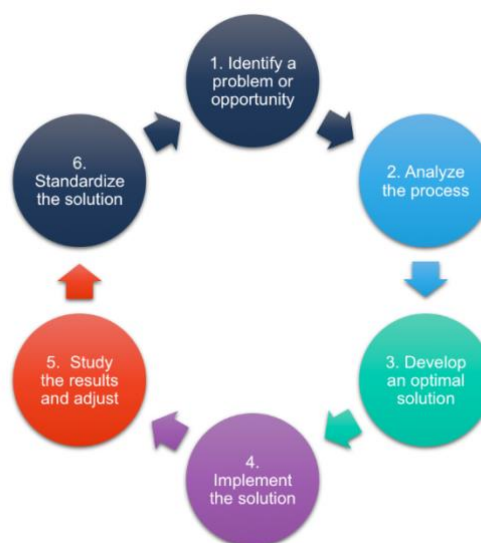 1. Identify a
problem or
opportunity
2. Analyze
the process
3. Develop
an optimal
solution
4.
Implement
the solution
5. Study
the results
and adjust
6.
Standardize
the solution